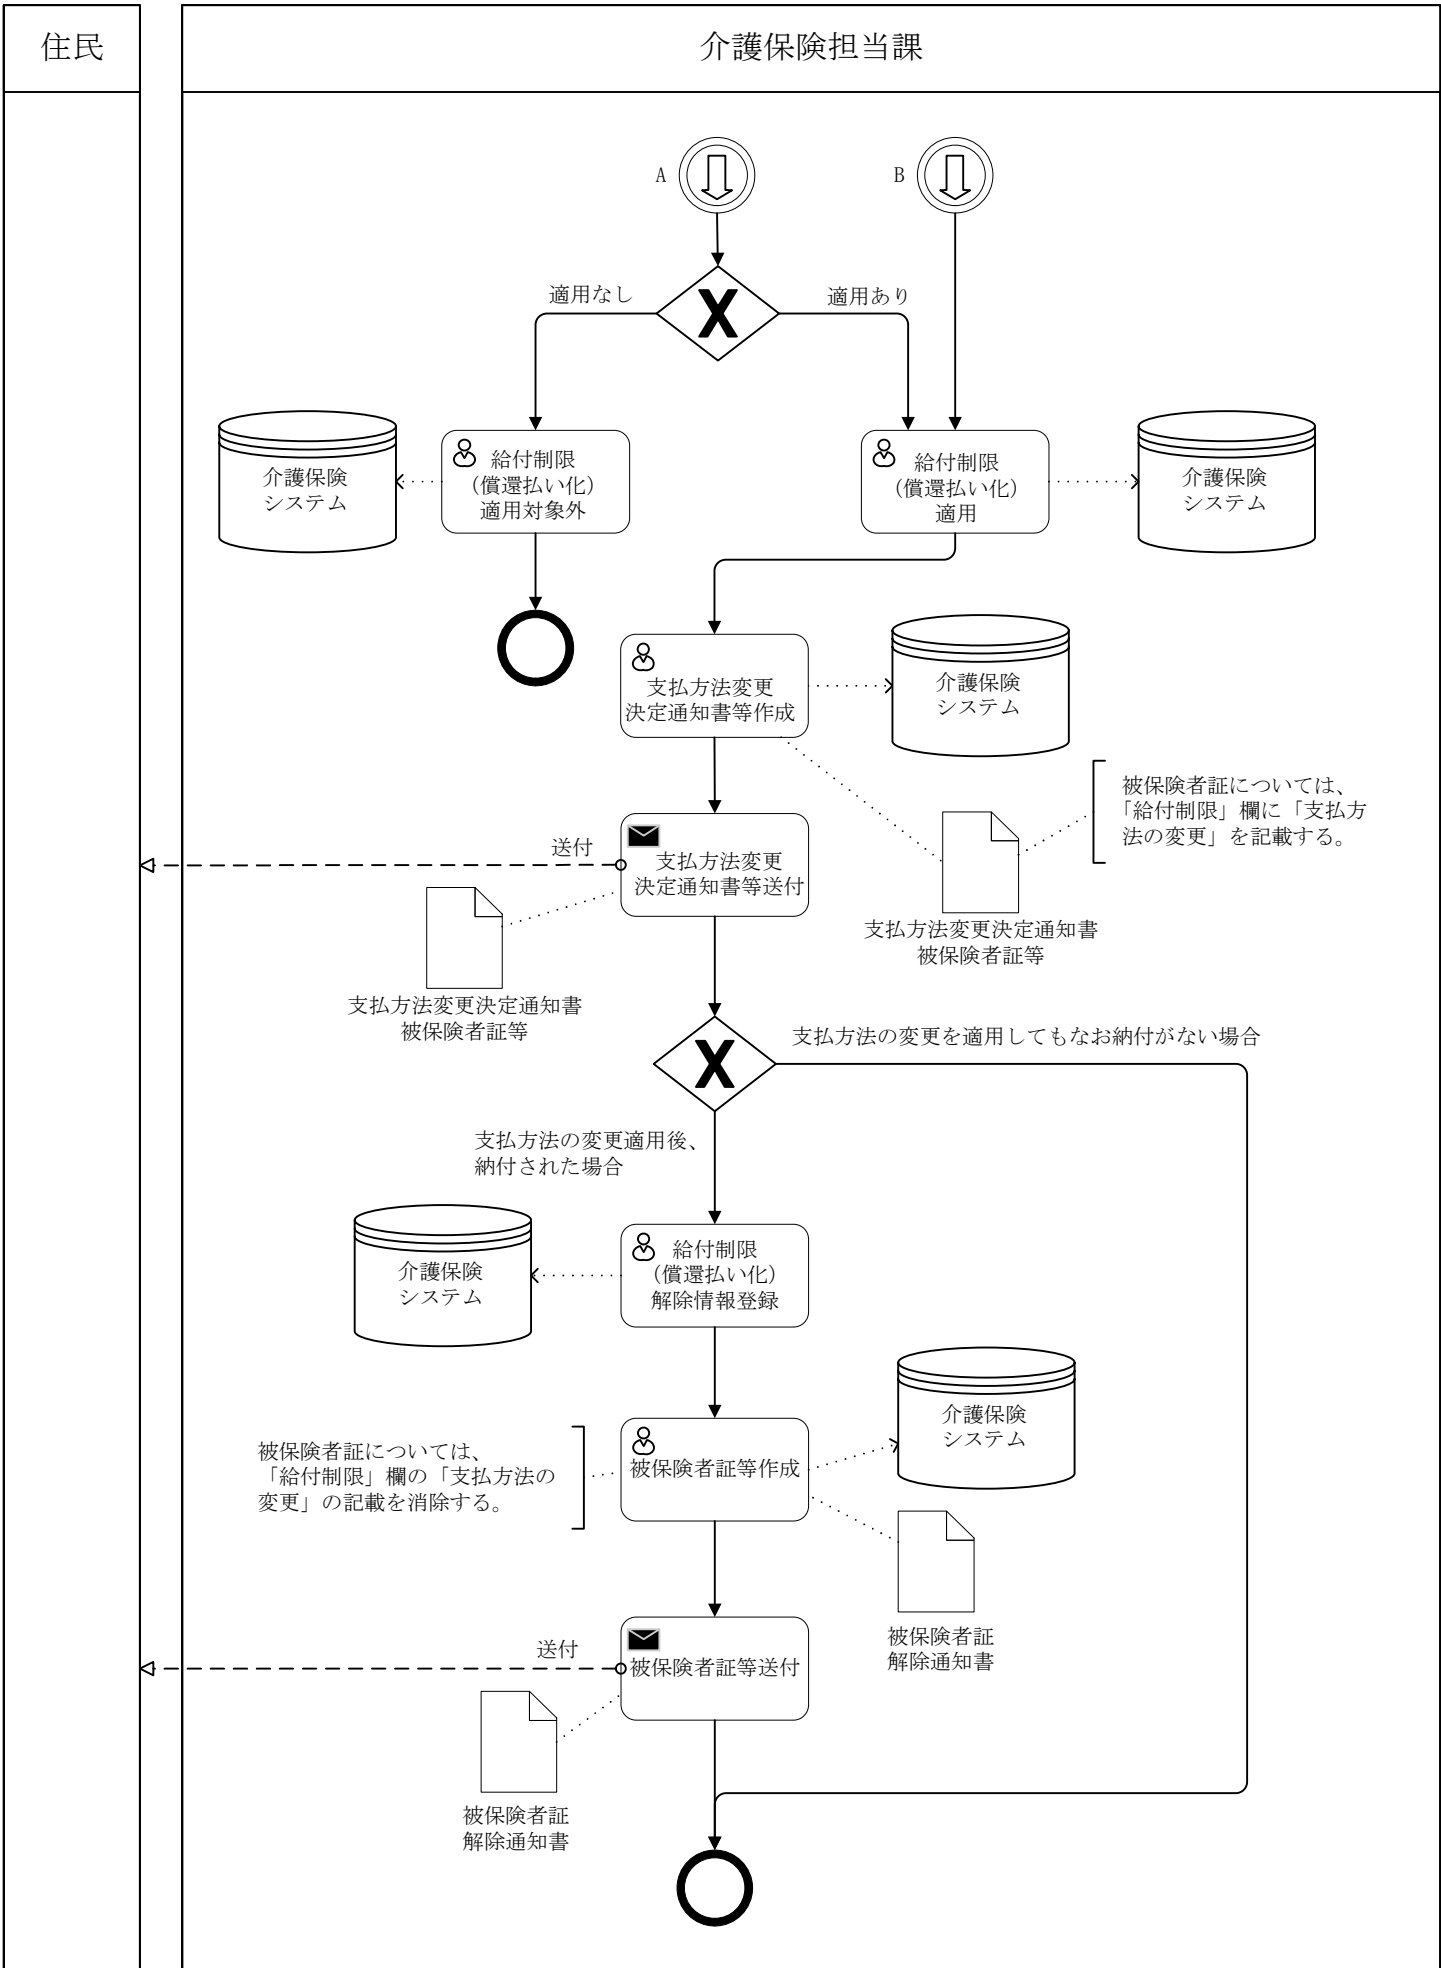 住民
介護保険担当課
A
B
適用なし
適用あり
介護保険
システム
給付制限
（償還払い化）
適用対象外
給付制限
（償還払い化）
適用
介護保険
システム
支払方法変更
決定通知書等作成
介護保険
システム
被保険者証については、
「給付制限」欄に「支払方
法の変更」を記載する。
送付
支払方法変更
決定通知書等送付
支払方法変更決定通知書
被保険者証等
支払方法変更決定通知書
被保険者証等
支払方法の変更を適用してもなお納付がない場合
支払方法の変更適用後、
納付された場合
介護保険
システム
給付制限
（償還払い化）
解除情報登録
介護保険
システム
被保険者証については、
「給付制限」欄の「支払方法の
変更」の記載を消除する。
被保険者証等作成
被保険者証
解除通知書
送付
被保険者証等送付
被保険者証
解除通知書